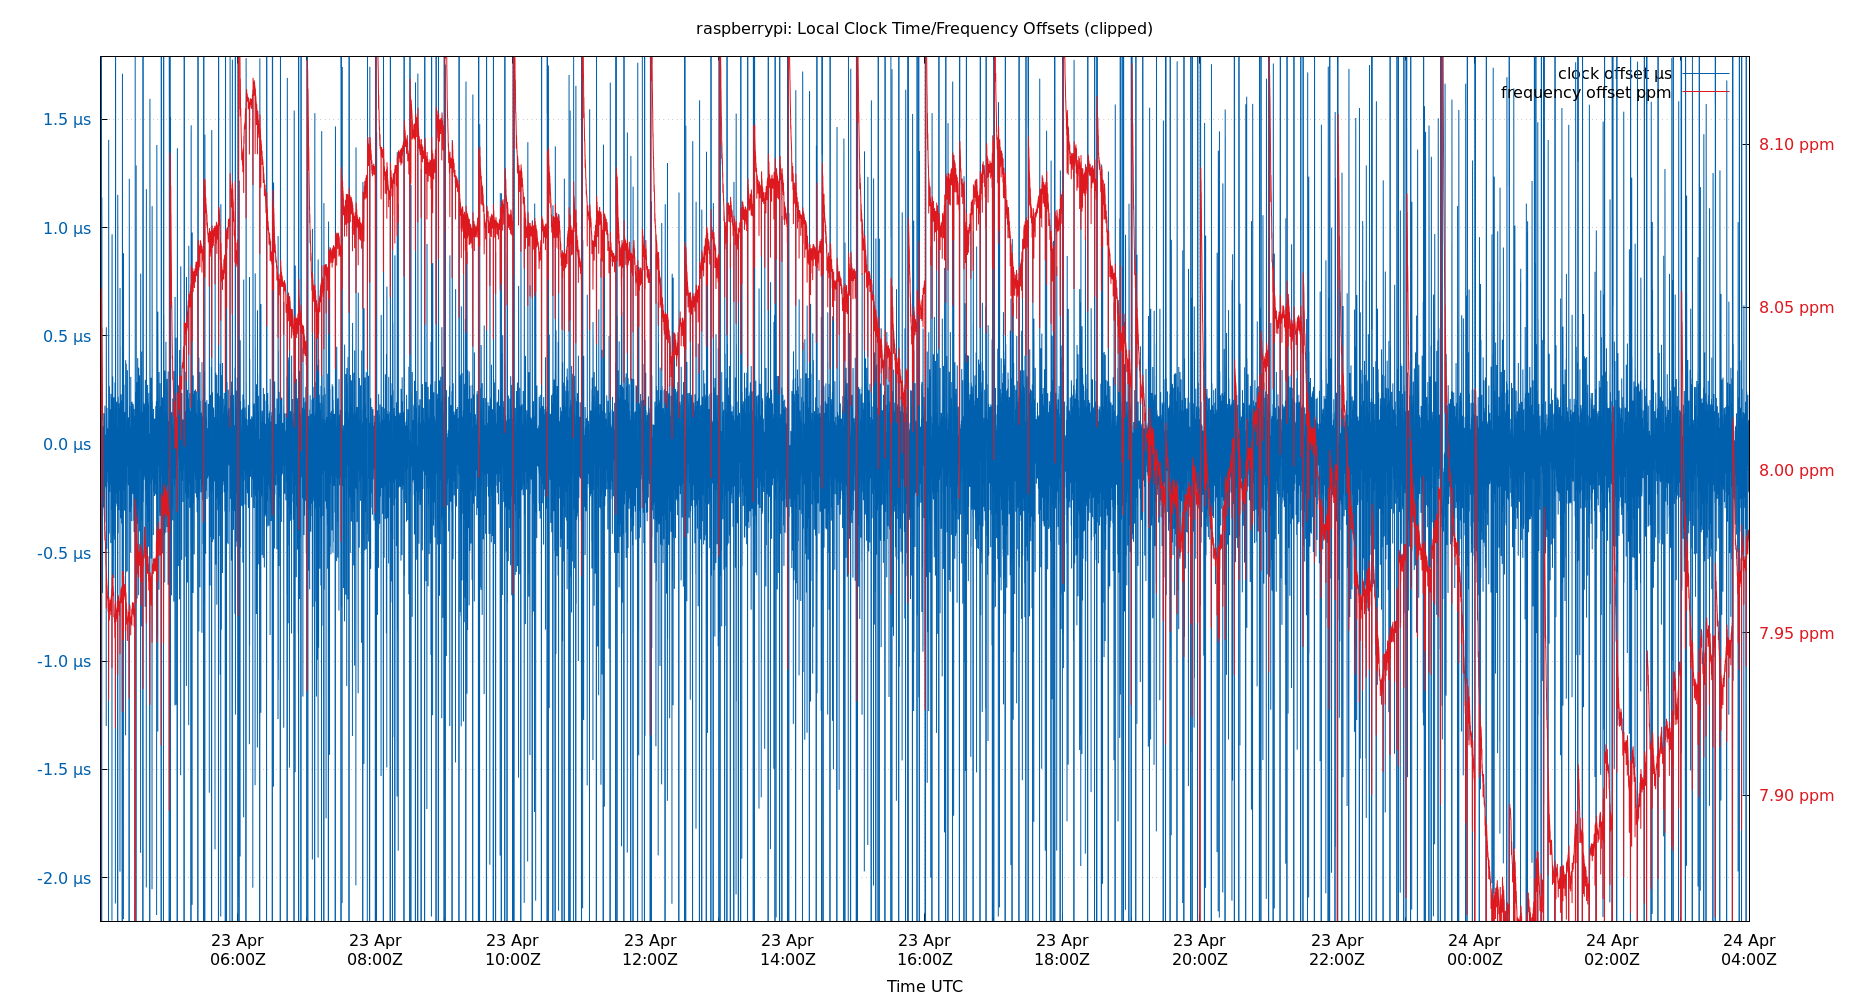 raspberrypi: Local Clock Time/Frequency Offsets (clipped)
clock offset µs
frequency offset ppm
1.5 µs
1.0 µs
0.5 µs
0.0 µs
-0.5 µs
-1.0 µs
-1.5 µs
-2.0 µs
8.10 ppm
8.05 ppm
8.00 ppm
7.95 ppm
7.90 ppm
23 Apr 23 Apr 23 Apr 23 Apr 23 Apr 23 Apr 23 Apr 23 Apr 23 Apr 24 Apr 24 Apr 24 Apr
06:00Z 08:00Z 10:00Z 12:00Z 14:00Z 16:00Z 18:00Z 20:00Z 22:00Z 00:00Z 02:00Z 04:00Z
Time UTC